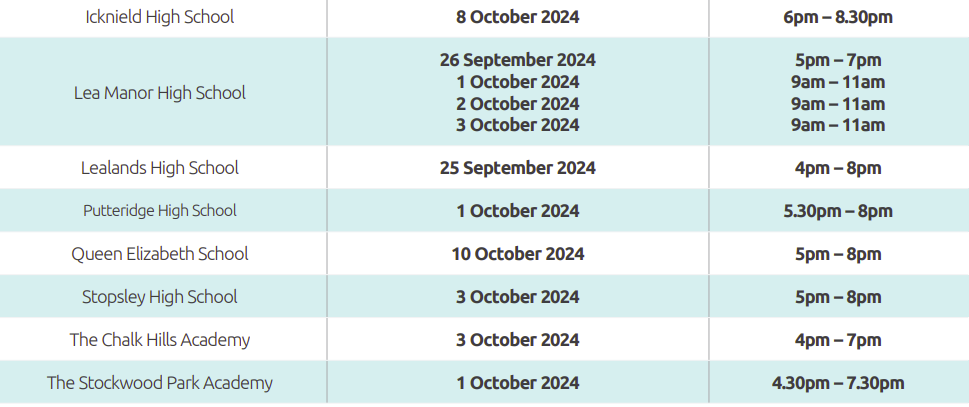 Icknield High School 8 October 2024 6pm – 8.30pm
Lea Manor High School
26 September 2024 5pm – 7pm
1 October 2024 9am – 11am
2 October 2024 9am – 11am
3 October 2024 9am – 11am
Lealands High School 25 September 2024 4pm – 8pm
Putteridge High School 1 October 2024 5.30pm – 8pm
Queen Elizabeth School 10 October 2024 5pm – 8pm
Stopsley High School 3 October 2024 5pm – 8pm
The Chalk Hills Academy 3 October 2024 4pm – 7pm
The Stockwood Park Academy 1 October 2024 4.30pm – 7.30pm